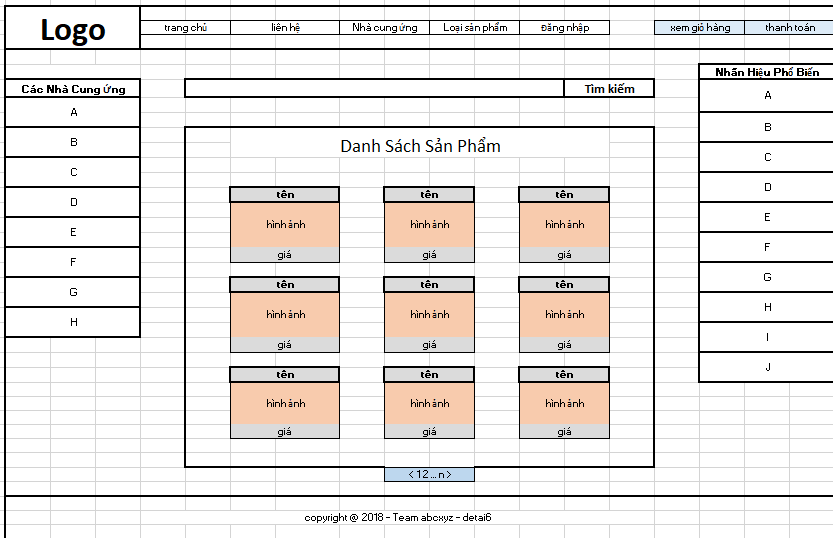 Logo
trang chủ liên hệ Nhà cung ứng Loại sản phẩm Đăng nhập xem giỏ hàng thanh toán
Các Nhà Cung ứng
A
B
C
D
E
F
G
H
Tìm kiếm
Danh Sách Sản Phẩm
tên tên tên
hình ảnh hình ảnh hình ảnh
giá giá giá
tên tên tên
hình ảnh hình ảnh hình ảnh
giá giá giá
tên tên tên
hình ảnh hình ảnh hình ảnh
giá giá giá
< 1 2 ... n >
Nhãn Hiệu Phổ Biến
A
B
C
D
E
F
G
H
I
J
copyright @ 2018 - Team abcxyz - detai6